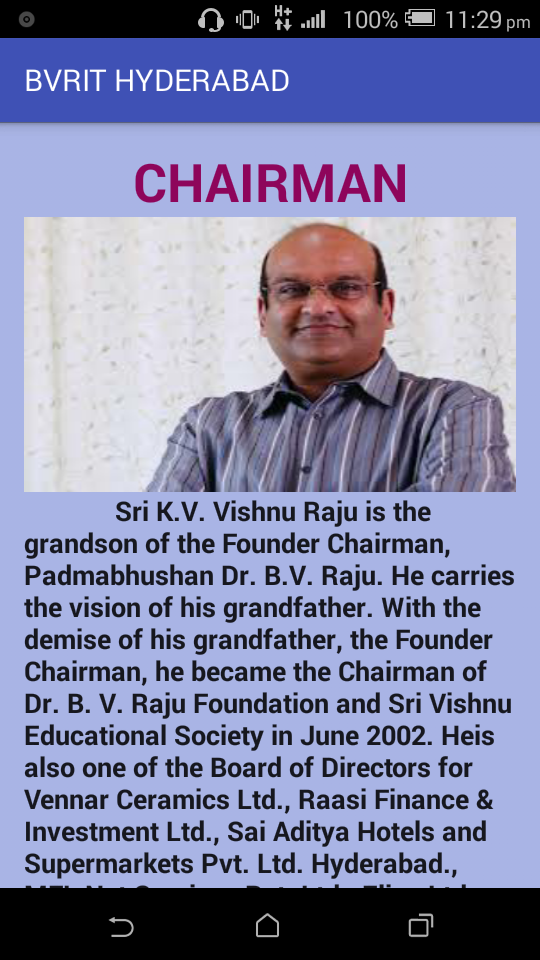 H+ 100% 11:29 pm
BVRIT HYDERABAD
CHAIRMAN
Sri K.V. Vishnu Raju is the
grandson of the Founder Chairman,
Padmabhushan Dr. B.V. Raju. He carries
the vision of his grandfather. With the
demise of his grandfather, the Founder
Chairman, he became the Chairman of
Dr. B. V. Raju Foundation and Sri Vishnu
Educational Society in June 2002. Heis
also one of the Board of Directors for
Vennar Ceramics Ltd., Raasi Finance &
Investment Ltd., Sai Aditya Hotels and
Supermarkets Pvt. Ltd. Hyderabad.,